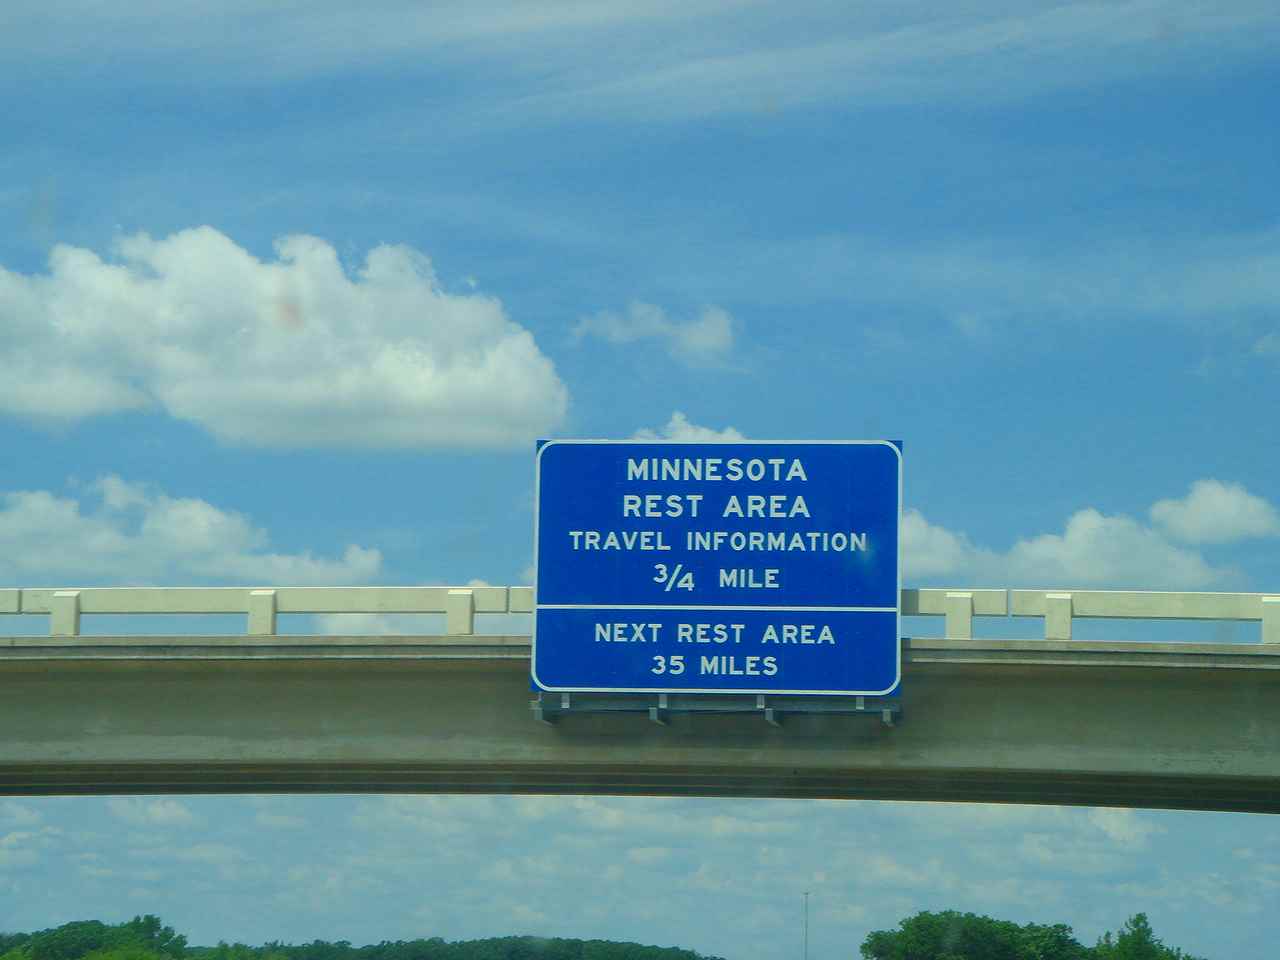 MINNESOTA
REST AREA
TRAVEL INFORMATION
3/4 MILE
NEXT REST AREA
35 MILES